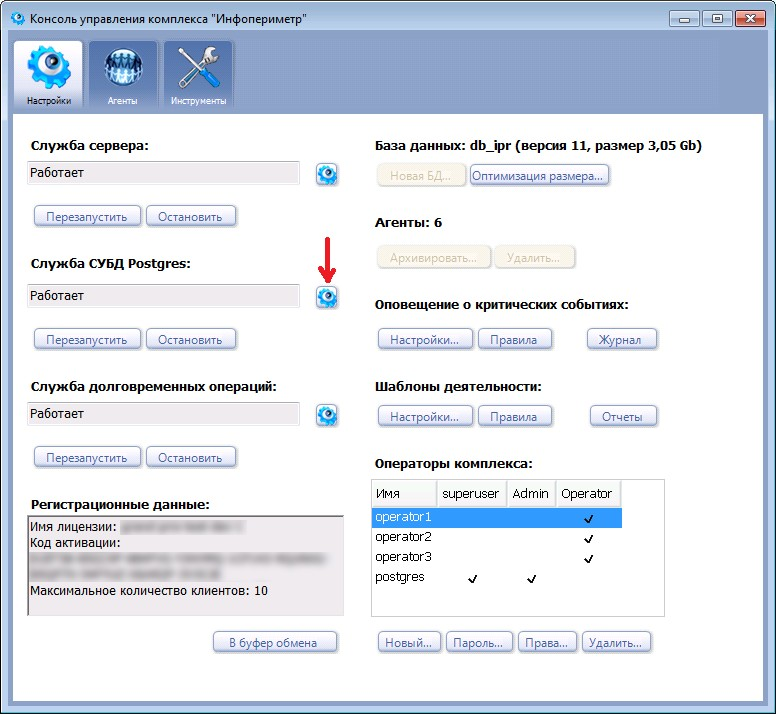 Консоль управления комплекса "Инфопериметр"
Настройки
Агенты
Инструменты
Служба сервера:
Работает
Перезапустить
Остановить
Служба СУБД Postgres:
Работает
Перезапустить
Остановить
Служба долговременных операций:
Работает
Перезапустить
Остановить
Регистрационные данные:
Имя лицензии:
Код активации:
Максимальное количество клиентов: 10
В буфер обмена
База данных: db_ipr (версия 11, размер 3,05 Gb)
Новая БД...
Оптимизация размера...
Агенты: 6
Архивировать...
Удалить...
Оповещение о критических событиях:
Настройки...
Правила
Журнал
Шаблоны деятельности:
Настройки...
Правила
Отчеты
Операторы комплекса:
Имя superuser Admin Operator
operator1 ✓
operator2 ✓
operator3 ✓
postgres ✓ ✓
Новый...
Пароль...
Права...
Удалить...